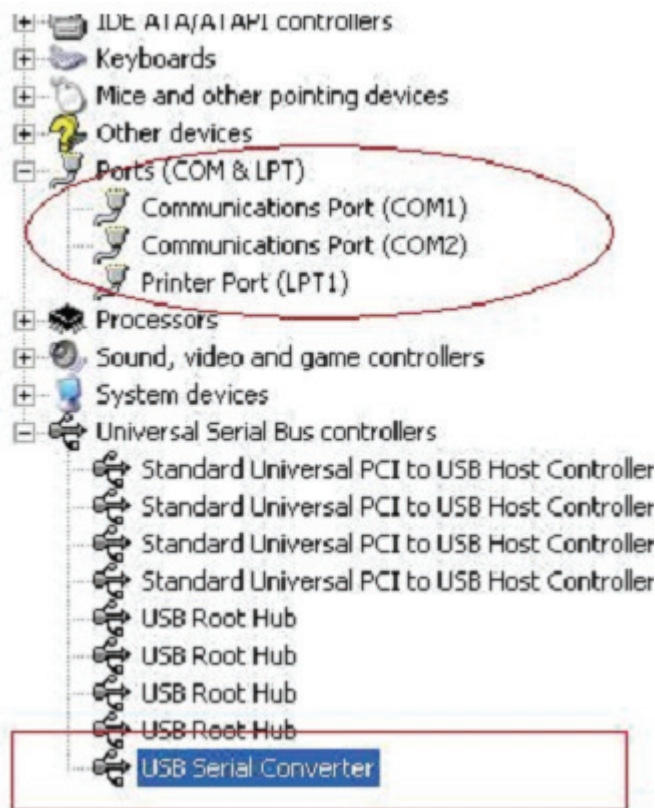 IDE ATA/ATAPI controllers
Keyboards
Mice and other pointing devices
Other devices
Ports (COM & LPT)
Communications Port (COM1)
Communications Port (COM2)
Printer Port (LPT1)
Processors
Sound, video and game controllers
System devices
Universal Serial Bus controllers
Standard Universal PCI to USB Host Controller
Standard Universal PCI to USB Host Controller
Standard Universal PCI to USB Host Controller
Standard Universal PCI to USB Host Controller
USB Root Hub
USB Root Hub
USB Root Hub
USB Root Hub
USB Serial Converter